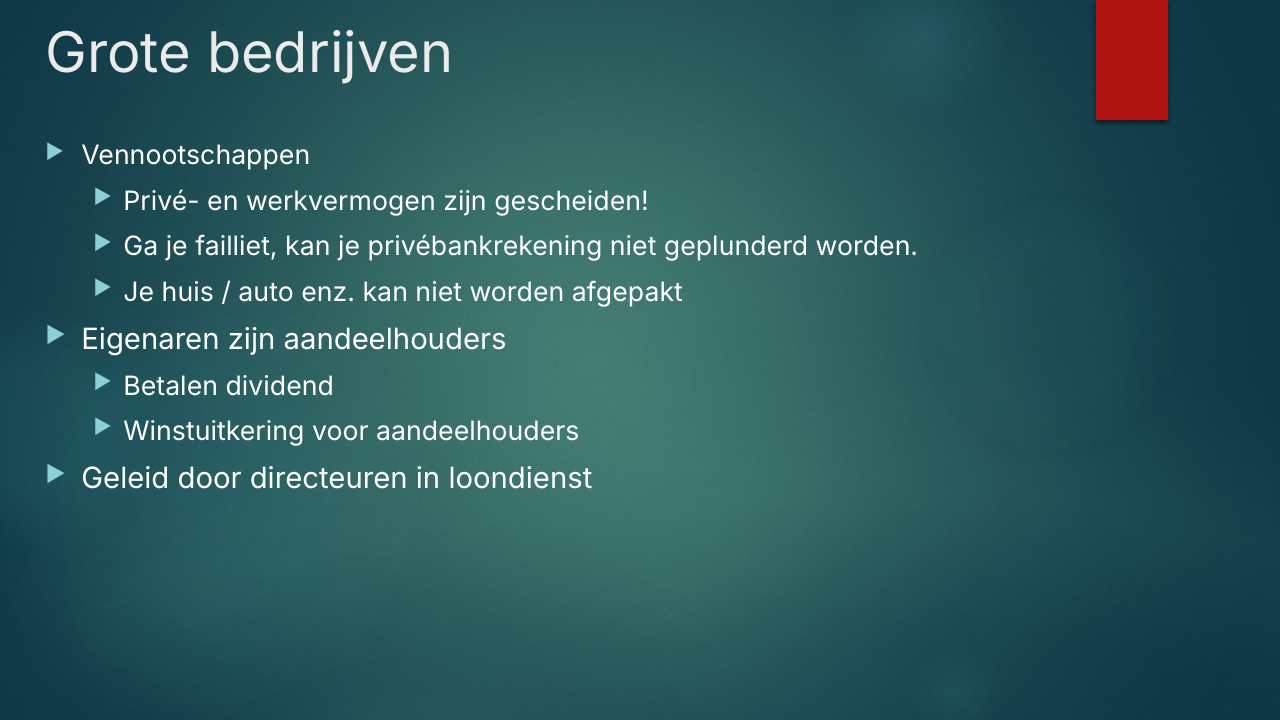 Grote bedrijven
Vennootschappen
Privé- en werkvermogen zijn gescheiden!
Ga je failliet, kan je privébankrekening niet geplunderd worden.
Je huis / auto enz. kan niet worden afgepakt
Eigenaren zijn aandeelhouders
Betalen dividend
Winstuitkering voor aandeelhouders
Geleid door directeuren in loondienst